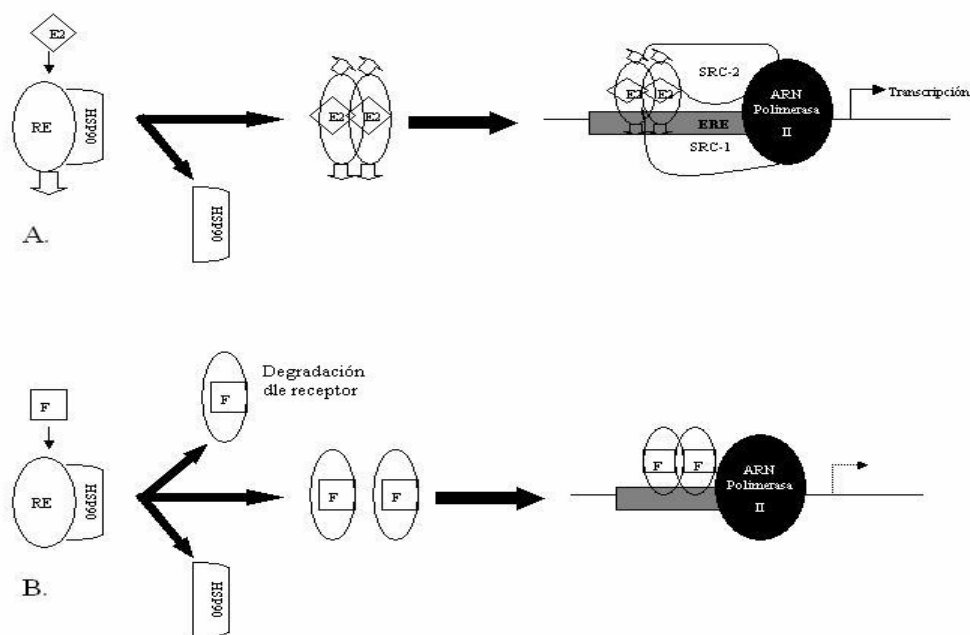 E2
RE
HSP90
HSP90
E2
E2
E2
E2
SRC-2
ERE
SRC-1
ARN
Polimerasa
II
Transcripción
A.
F
RE
HSP90
F
Degradación
dle receptor
HSP90
F
F
F
F
ARN
Polimerasa
II
B.